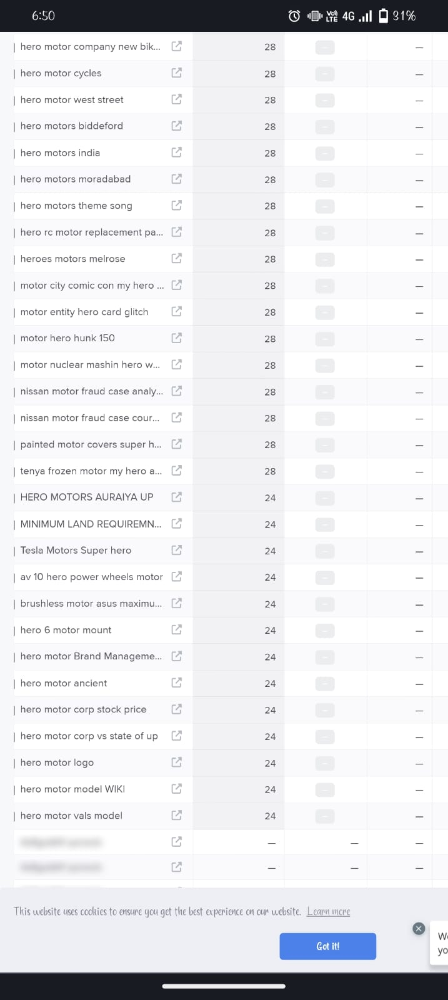 6:50
Vo)) LTE 4G 31%
hero motor company new bik... 28 – —
hero motor cycles 28 – —
hero motor west street 28 – —
hero motors biddeford 28 – —
hero motors india 28 – —
hero motors moradabad 28 – —
hero motors theme song 28 – —
hero rc motor replacement pa... 28 – —
heroes motors melrose 28 – —
motor city comic con my hero ... 28 – —
motor entity hero card glitch 28 – —
motor hero hunk 150 28 – —
motor nuclear mashin hero w... 28 – —
nissan motor fraud case analy... 28 – —
nissan motor fraud case cour... 28 – —
painted motor covers super h... 28 – —
tenya frozen motor my hero a... 28 – —
HERO MOTORS AURAIYA UP 24 – —
MINIMUM LAND REQUIREMN... 24 – —
Tesla Motors Super hero 24 – —
av 10 hero power wheels motor 24 – —
brushless motor asus maximu... 24 – —
hero 6 motor mount 24 – —
hero motor Brand Manageme... 24 – —
hero motor ancient 24 – —
hero motor corp stock price 24 – —
hero motor corp vs state of up 24 – —
hero motor logo 24 – —
hero motor model WIKI 24 – —
hero motor vals model 24 – —
— — —
— — —
This website uses cookies to ensure you get the best experience on our website. Learn more
Got it!
We
yo